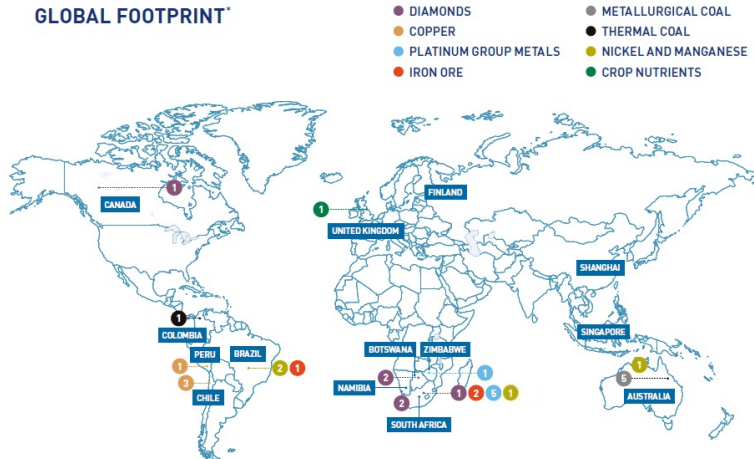 GLOBAL FOOTPRINT*
DIAMONDS
COPPER
PLATINUM GROUP METALS
IRON ORE
METALLURGICAL COAL
THERMAL COAL
NICKEL AND MANGANESE
CROP NUTRIENTS
1
CANADA
FINLAND
1
UNITED KINGDOM
SHANGHAI
1
COLOMBIA
SINGAPORE
PERU
BRAZIL
BOTSWANA
ZIMBABWE
1
2 1
3
CHILE
2
1
NAMIBIA
1 2 5 1
2
SOUTH AFRICA
1
5
AUSTRALIA